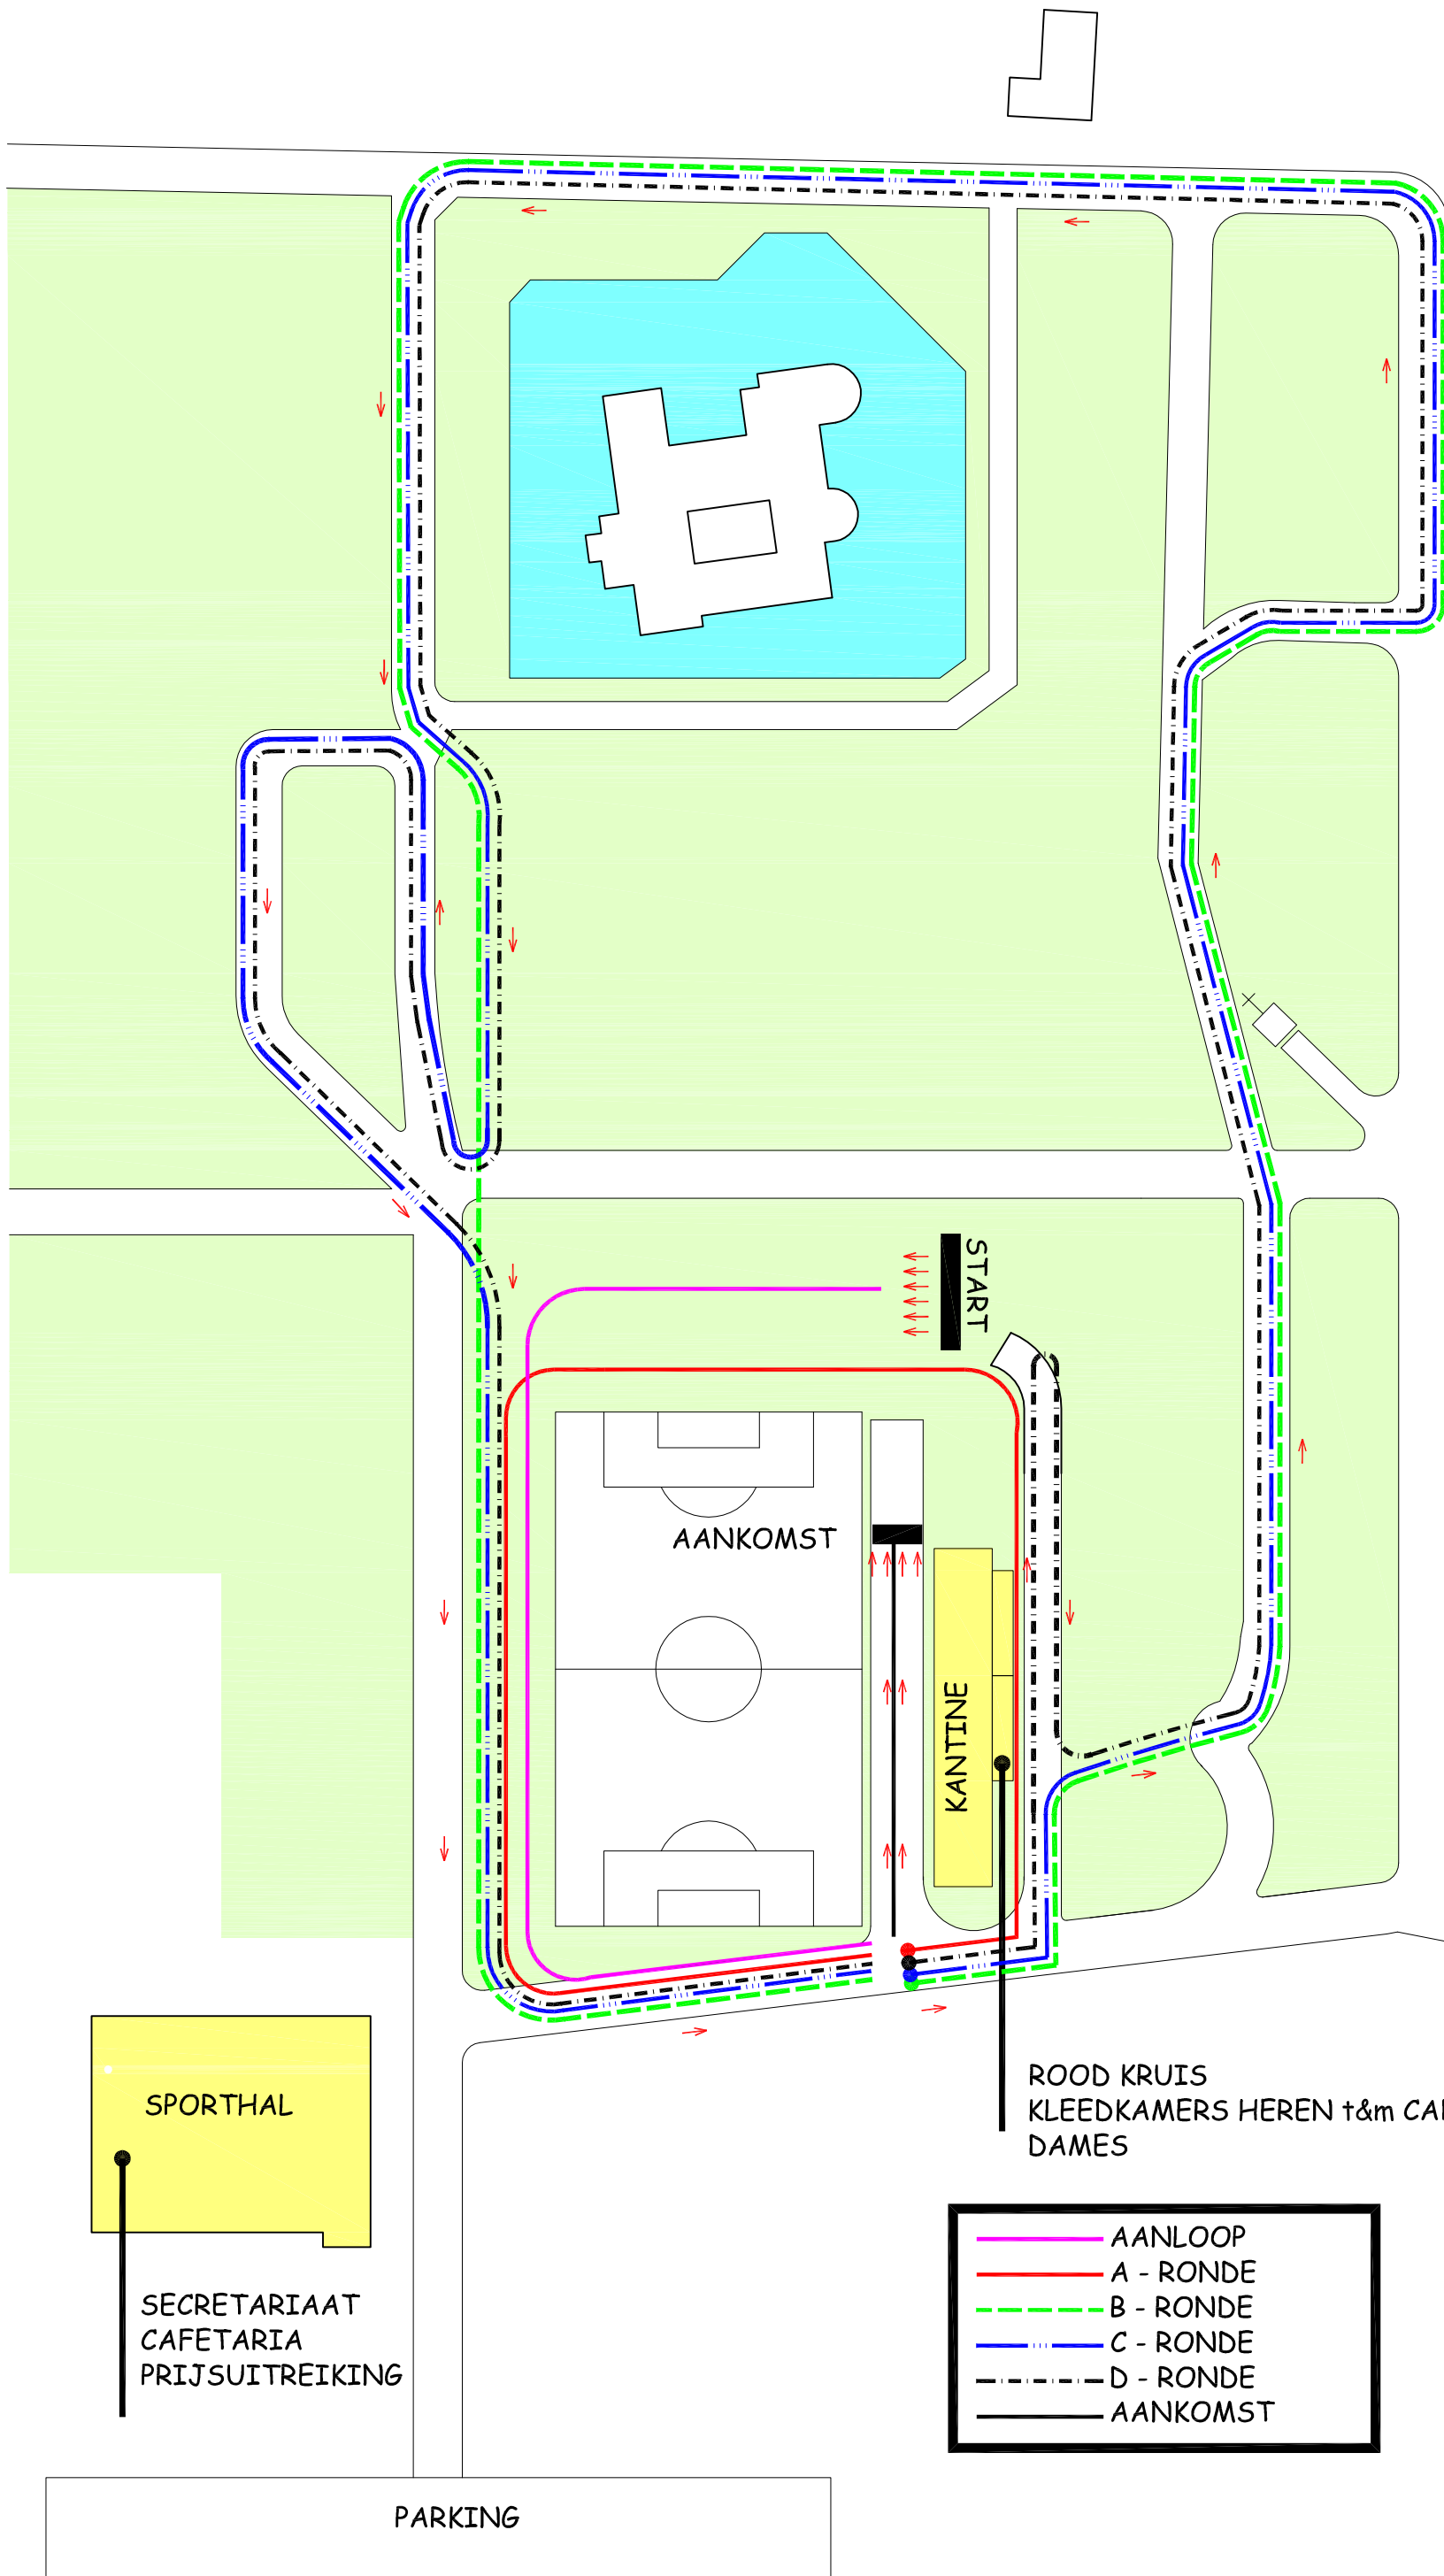 START
AANKOMST
KANTINE
ROOD KRUIS
KLEEDKAMERS HEREN t&m
DAMES
SPORTHAL
SECRETARIAAT
CAFETARIA
PRIJSUITREIKING
AANLOOP
A - RONDE
B - RONDE
C - RONDE
D - RONDE
AANKOMST
PARKING